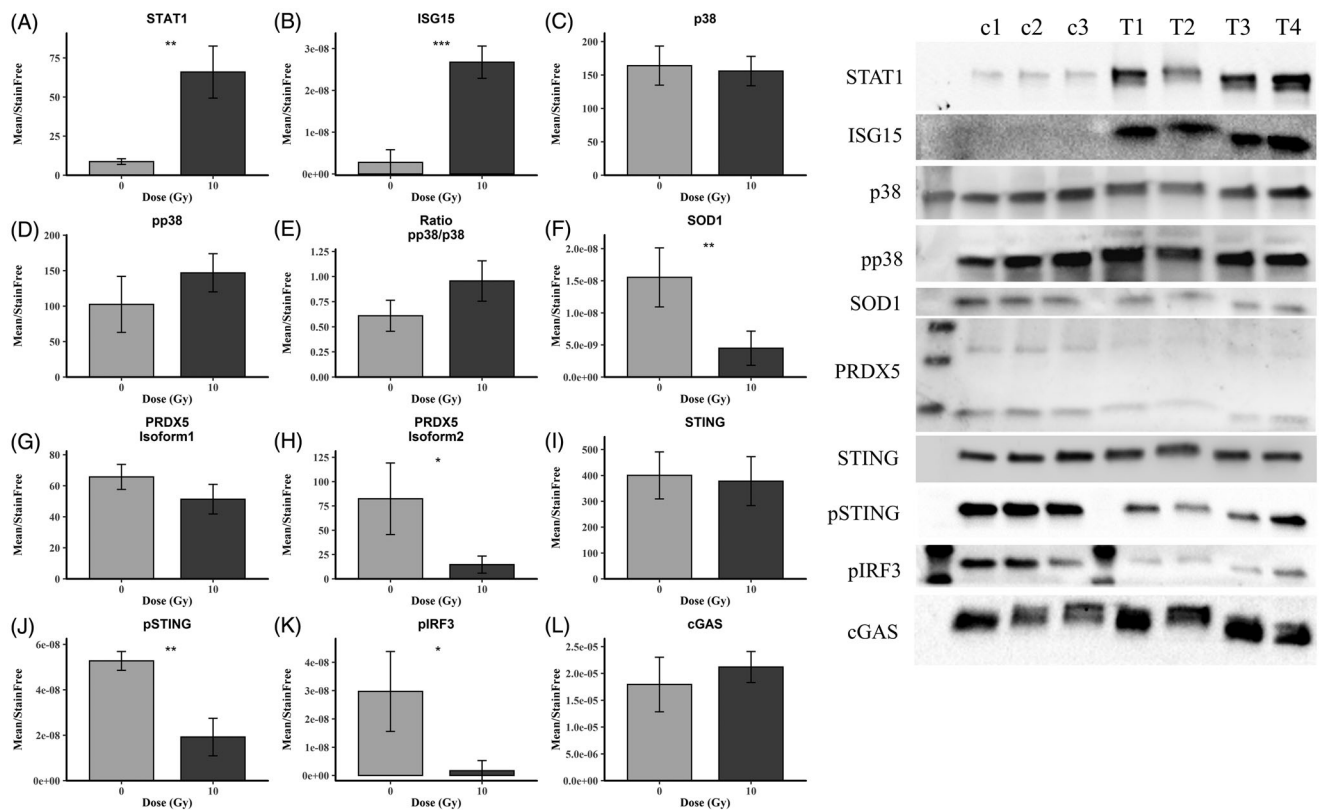 (A)
STAT1
**
Mean/StainFree
75
50
25
0
0
10
Dose (Gy)
(B)
ISG15
***
Mean/StainFree
3e-08
2e-08
1e-08
0e+00
0
10
Dose (Gy)
(C)
p38
Mean/StainFree
200
150
100
50
0
0
10
Dose (Gy)
(D)
pp38
Mean/StainFree
200
150
100
50
0
0
10
Dose (Gy)
(E)
Ratio
pp38/p38
Mean/StainFree
1.25
1.00
0.75
0.50
0.25
0.00
0
10
Dose (Gy)
(F)
SOD1
**
Mean/StainFree
2.0e-08
1.5e-08
1.0e-08
5.0e-09
0.0e+00
0
10
Dose (Gy)
(G)
PRDX5
Isoform1
Mean/StainFree
80
60
40
20
0
0
10
Dose (Gy)
(H)
PRDX5
Isoform2
*
Mean/StainFree
125
100
75
50
25
0
0
10
Dose (Gy)
(I)
STING
Mean/StainFree
600
500
400
300
200
100
0
0
10
Dose (Gy)
(J)
pSTING
**
Mean/StainFree
6e-08
4e-08
2e-08
0e+00
0
10
Dose (Gy)
(K)
pIRF3
*
Mean/StainFree
4e-08
3e-08
2e-08
1e-08
0e+00
0
10
Dose (Gy)
(L)
cGAS
Mean/StainFree
2.5e-05
2.0e-05
1.5e-05
1.0e-05
5.0e-06
0.0e+00
0
10
Dose (Gy)
c1 c2 c3 T1 T2 T3 T4
STAT1
ISG15
p38
pp38
SOD1
PRDX5
STING
pSTING
pIRF3
cGAS